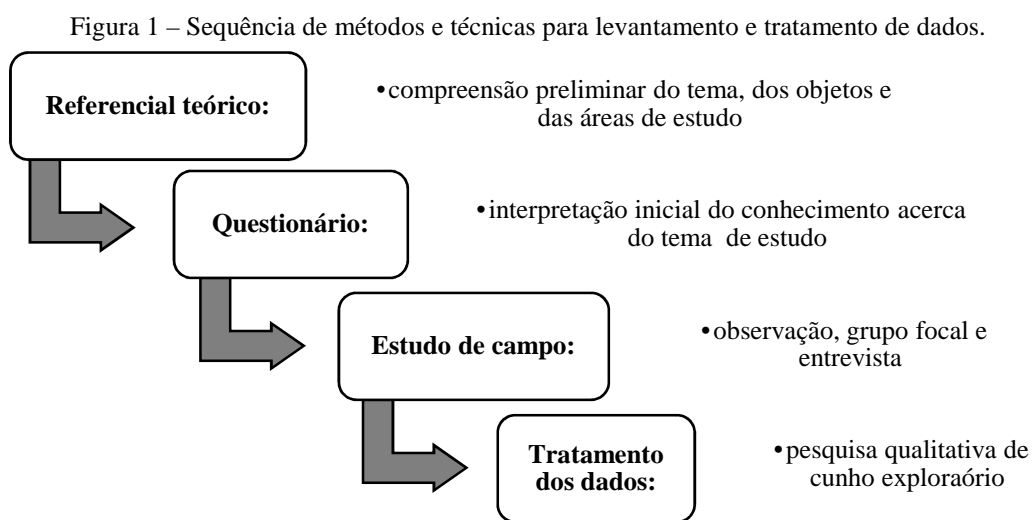 Figura 1 – Sequência de métodos e técnicas para levantamento e tratamento de dados.
Referencial teórico:
•compreensão preliminar do tema, dos objetos e
das áreas de estudo
Questionário:
•interpretação inicial do conhecimento acerca
do tema de estudo
Estudo de campo:
•observação, grupo focal e
entrevista
Tratamento
dos dados:
•pesquisa qualitativa de
cunho exploraório